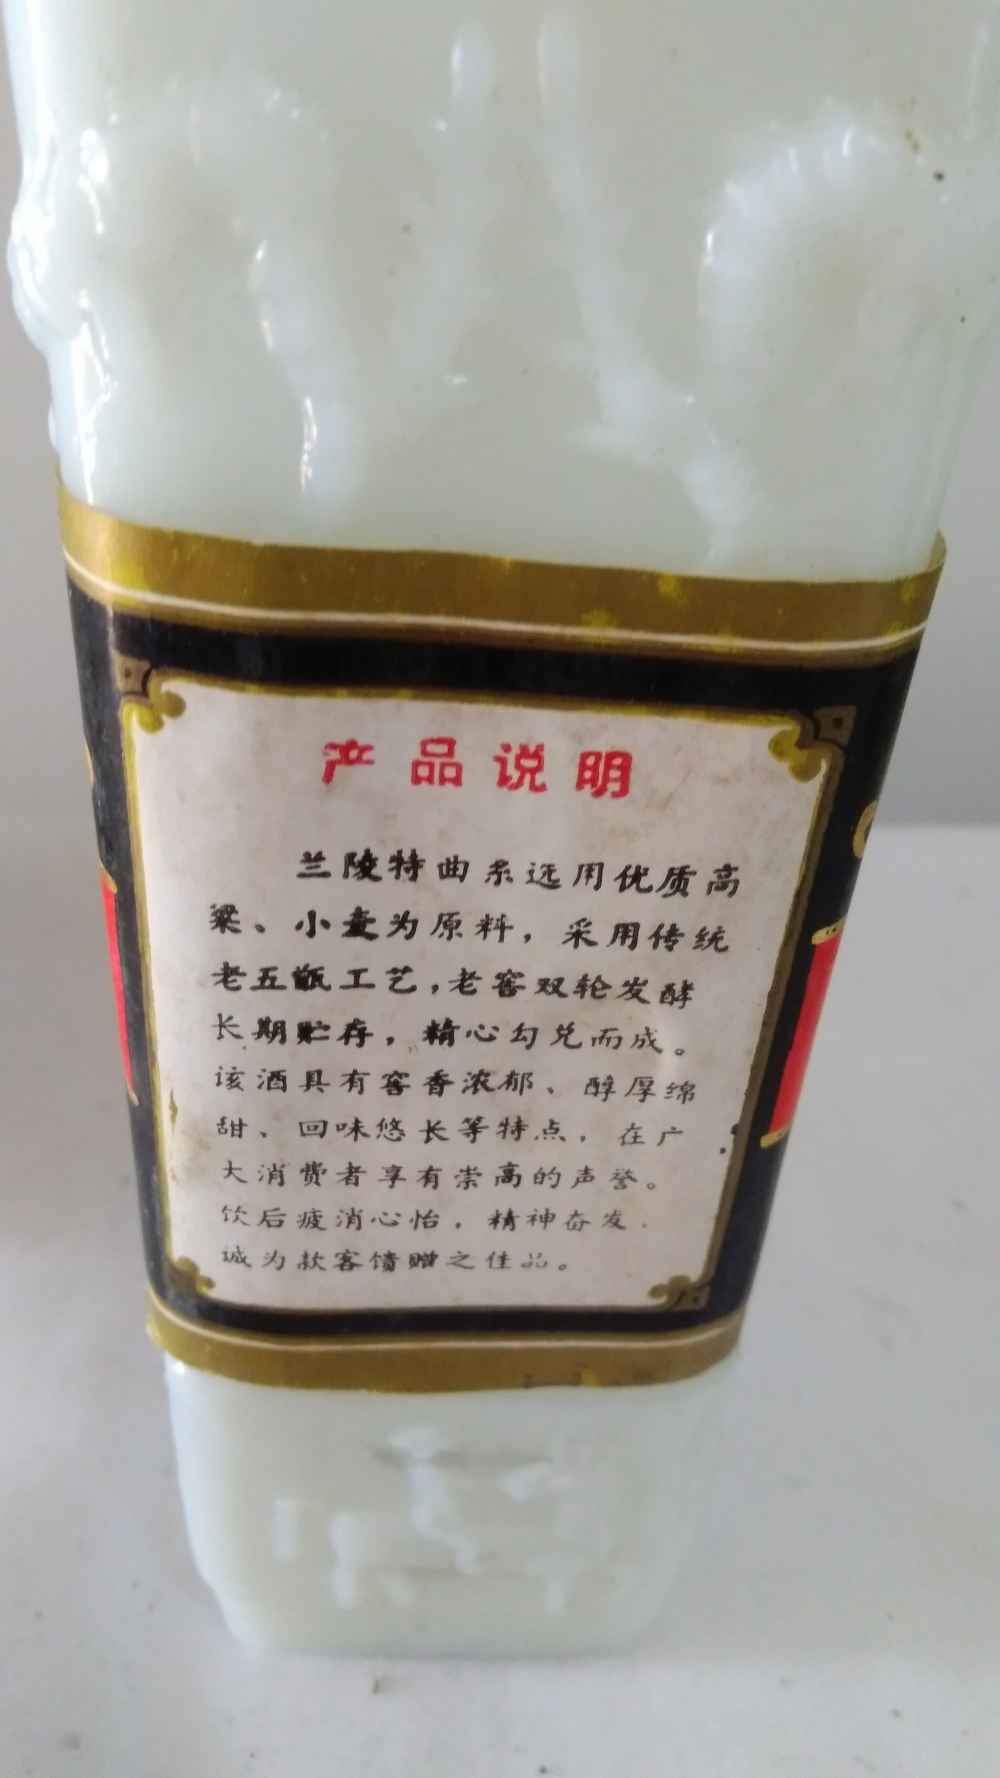 产品说明
兰陵特曲系选用优质高
粱、小麦为原料，采用传统
老五甑工艺，老窖双轮发酵
长期贮存，精心勾兑而成。
该酒具有窖香浓郁、醇厚绵
甜、回味悠长等特点，在广
大消费者享有崇高的声誉。
饮后疲消心怡，精神奋发，
诚为款客馈赠之佳品。